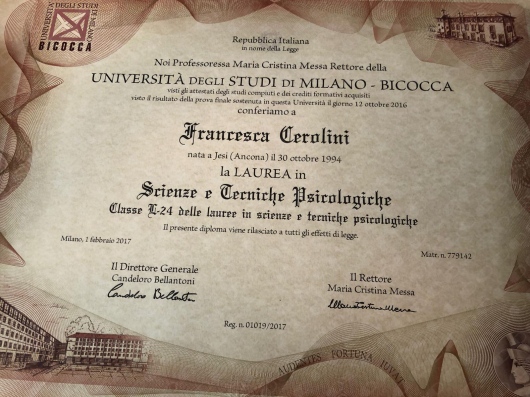 UNIVERSITÀ
DEGLI STUDI
DI MILANO
BICOCCA
Repubblica Italiana
in nome della Legge
Noi Professoressa Maria Cristina Messa Rettore della
UNIVERSITÀ DEGLI STUDI DI MILANO - BICOCCA
visti gli attestati degli studi compiuti e dei crediti formativi acquisiti
visto il risultato della prova finale sostenuta in questa Università il giorno 12 ottobre 2016
conferiamo a
Francesca Cerolini
nata a Jesi (Ancona) il 30 ottobre 1994
la LAUREA in
Scienze e Tecniche Psicologiche
Classe L-24 delle lauree in scienze e tecniche psicologiche
Il presente diploma viene rilasciato a tutti gli effetti di legge.
Milano, 1 febbraio 2017
Matr. n. 779142
Il Direttore Generale
Candeloro Bellantoni
Candeloro Bellantoni
Il Rettore
Maria Cristina Messa
Maria Cristina Messa
Reg. n. 01019/2017
AUDENTES FORTUNA IUVAT